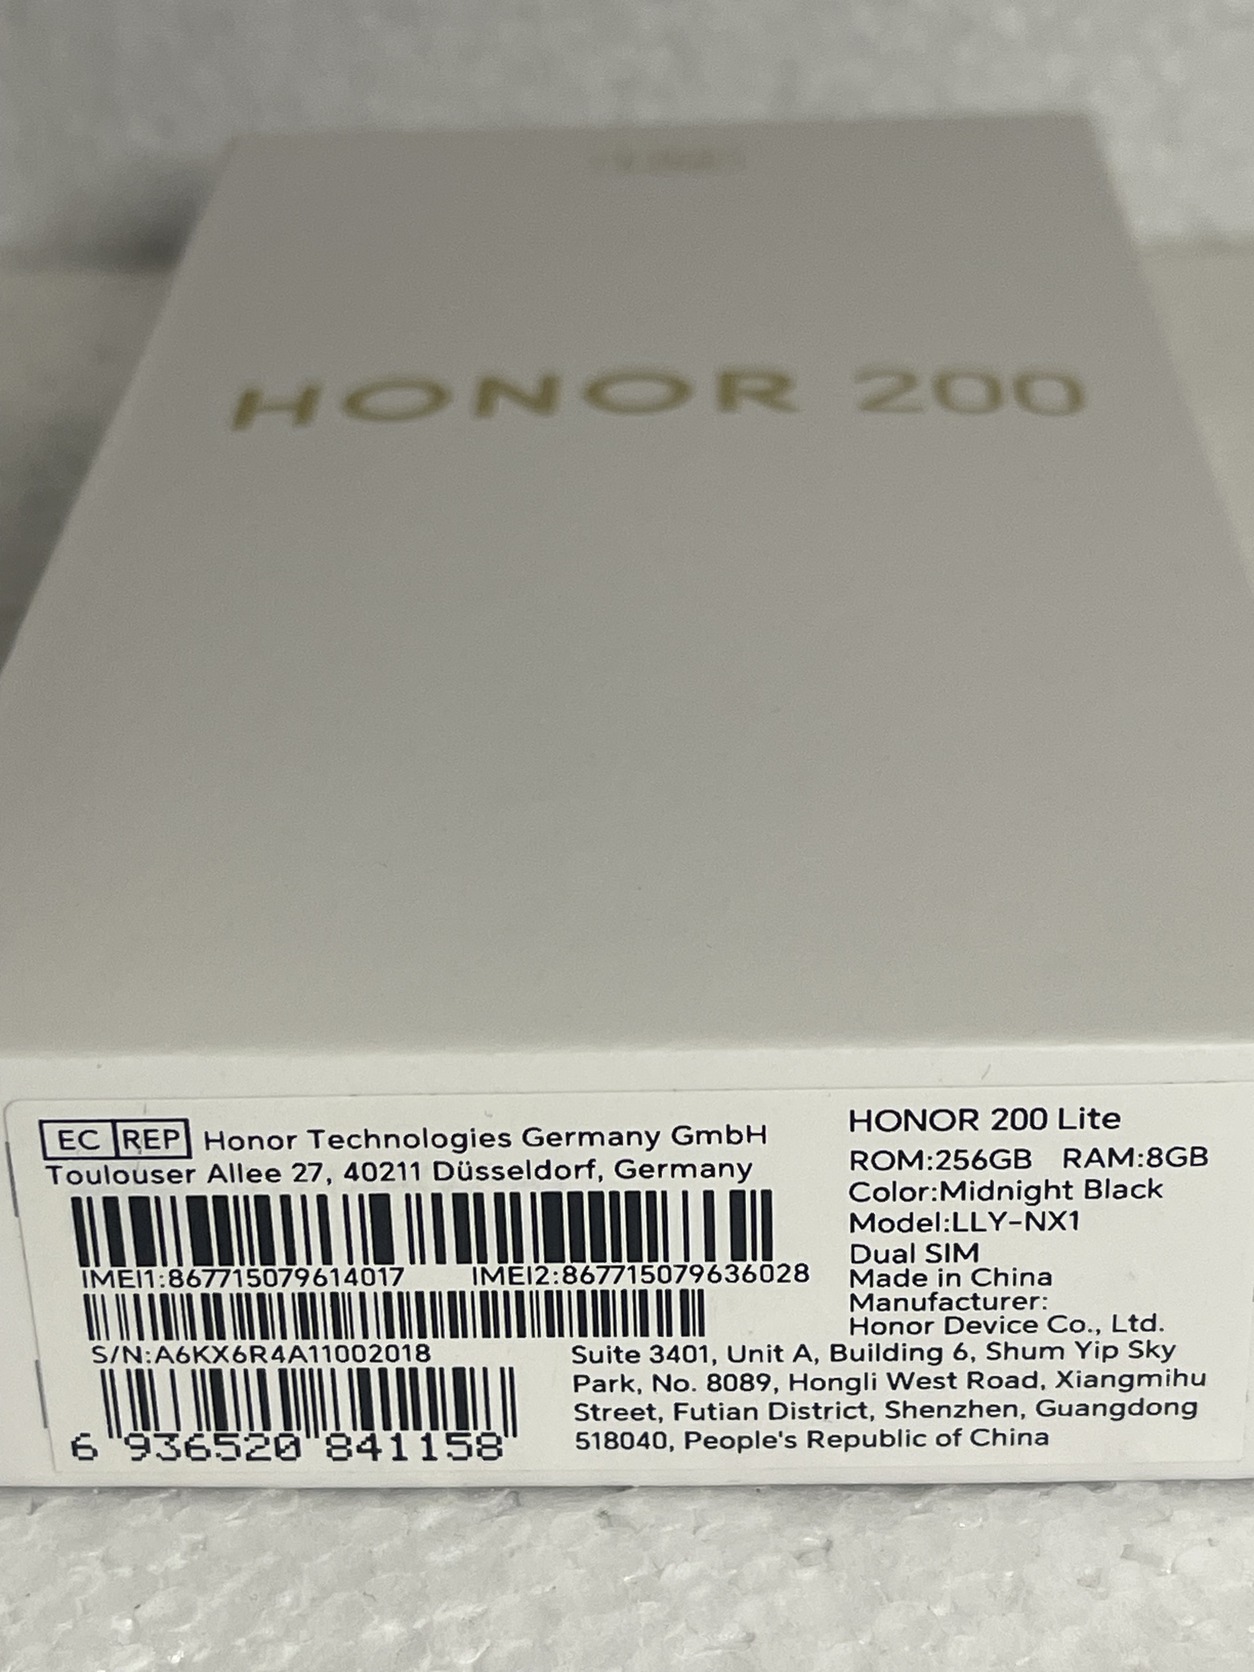 HONOR 200
EC REP Honor Technologies Germany GmbH
Toulouser Allee 27, 40211 Düsseldorf, Germany
IMEI1:867715079614017 IMEI2:867715079636028
S/N:A6KX6R4A11002018
6 936520 841158
HONOR 200 Lite
ROM:256GB RAM:8GB
Color:Midnight Black
Model:LLY-NX1
Dual SIM
Made in China
Manufacturer:
Honor Device Co., Ltd.
Suite 3401, Unit A, Building 6, Shum Yip Sky
Park, No. 8089, Hongli West Road, Xiangmihu
Street, Futian District, Shenzhen, Guangdong
518040, People's Republic of China